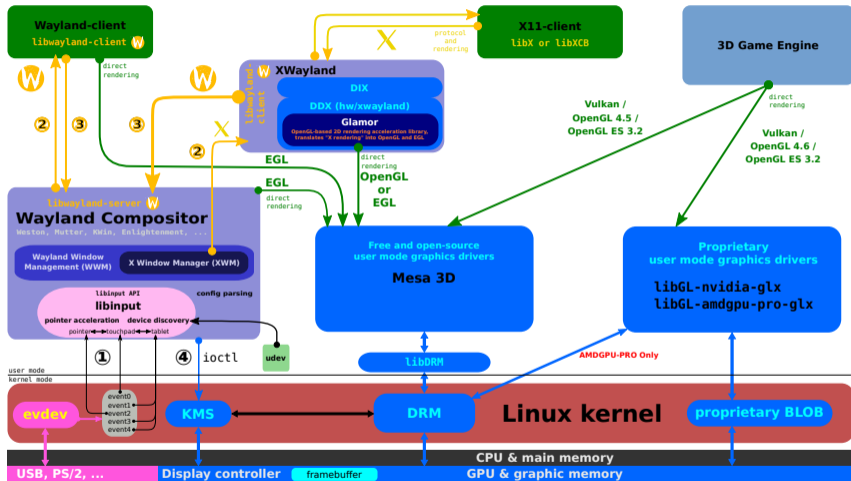 Wayland-client
libwayland-client W
direct
rendering
W
②
③
W
③
X
②
libwayland-
client
W XWayland
DIX
DDX (hw/xwayland)
Glamor
OpenGL-based 2D rendering acceleration library,
translates "X rendering" into OpenGL and EGL
X
protocol
and
rendering
X11-client
libX or libXCB
3D Game Engine
direct
rendering
Vulkan /
OpenGL 4.5 /
OpenGL ES 3.2
Vulkan /
OpenGL 4.6 /
OpenGL ES 3.2
EGL
EGL
direct
rendering
direct
rendering
OpenGL
or
EGL
libwayland-server W
Wayland Compositor
Weston, Mutter, KWin, Enlightenment, ...
Wayland Window
Management (WWM)
X Window Manager (XWM)
libinput API
libinput
pointer acceleration device discovery
pointer touchpad tablet
config parsing
Free and open-source
user mode graphics drivers
Mesa 3D
Proprietary
user mode graphics drivers
libGL-nvidia-glx
libGL-amdgpu-pro-glx
①
④ ioctl
udev
libDRM
AMDGPU-PRO Only
user mode
kernel mode
evdev
event0
event1
event2
event3
event4
KMS
DRM
Linux kernel
proprietary BLOB
CPU & main memory
USB, PS/2, ...
Display controller
framebuffer
GPU & graphic memory